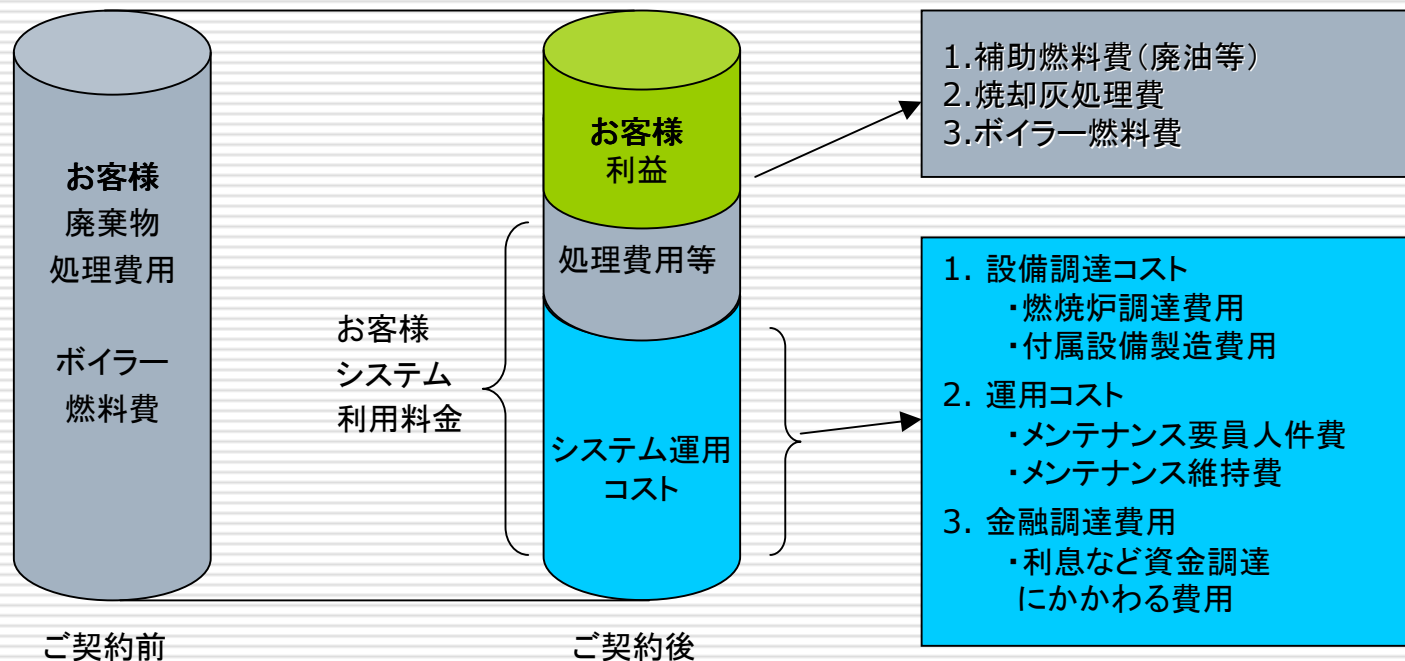 お客様
廃棄物
処理費用
ボイラー
燃料費
ご契約前
お客様
システム
利用料金
お客様
利益
処理費用等
システム運用
コスト
ご契約後
1.補助燃料費(廃油等)
2.焼却灰処理費
3.ボイラー燃料費
1. 設備調達コスト
・燃焼炉調達費用
・付属設備製造費用
2. 運用コスト
・メンテナンス要員人件費
・メンテナンス維持費
3. 金融調達費用
・利息など資金調達
にかかわる費用